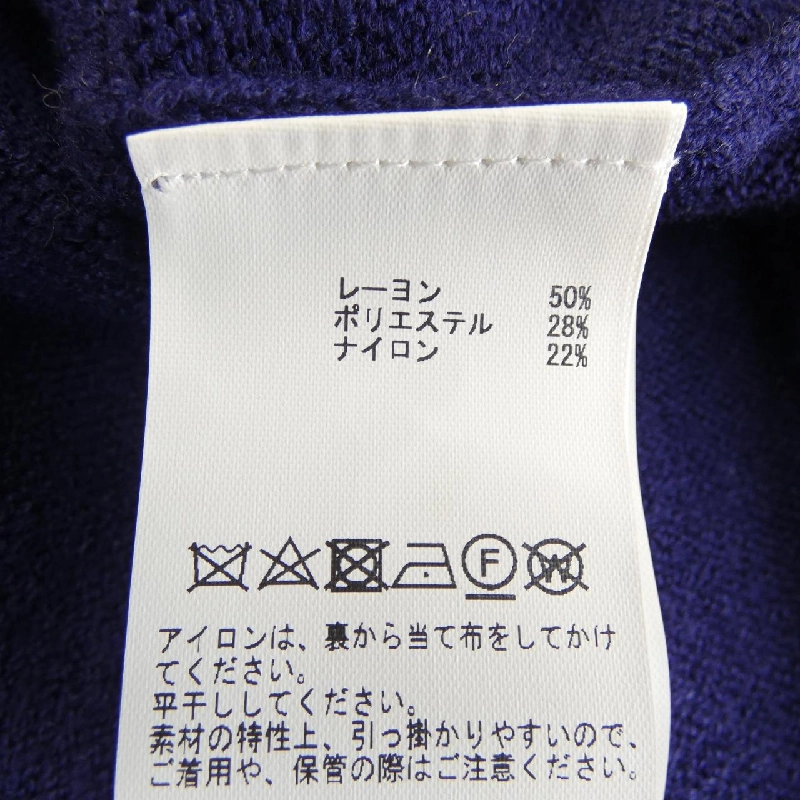 レーヨン 50%
ポリエステル 28%
ナイロン 22%
F W
アイロンは、裏から当て布をしてかけ
てください。
平干ししてください。
素材の特性上、引っ掛かりやすいので、
ご着用や、保管の際はご注意ください。